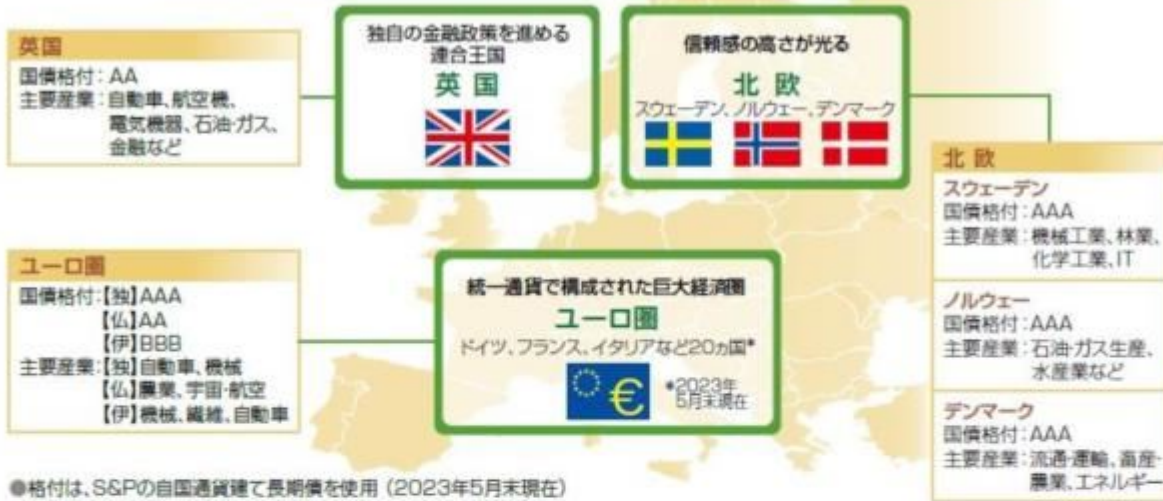 英国
国債格付：AA
主要産業：自動車、航空機、
電気機器、石油・ガス、
金融など
独自の金融政策を進める
連合王国
英国
信頼感の高さが光る
北欧
スウェーデン、ノルウェー、デンマーク
北欧
スウェーデン
国債格付：AAA
主要産業：機械工業、林業、
化学工業、IT
ノルウェー
国債格付：AAA
主要産業：石油・ガス生産、
水産業など
デンマーク
国債格付：AAA
主要産業：流通・運輸、畜産・
農業、エネルギー
ユーロ圏
国債格付：【独】AAA
【仏】AA
【伊】BBB
主要産業：【独】自動車、機械
【仏】農業、宇宙・航空
【伊】機械、繊維、自動車
統一通貨で構成された巨大経済圏
ユーロ圏
ドイツ、フランス、イタリアなど20ヵ国*
€
*2023年
5月末現在
●格付は、S&Pの自国通貨建て長期債を使用（2023年5月末現在）